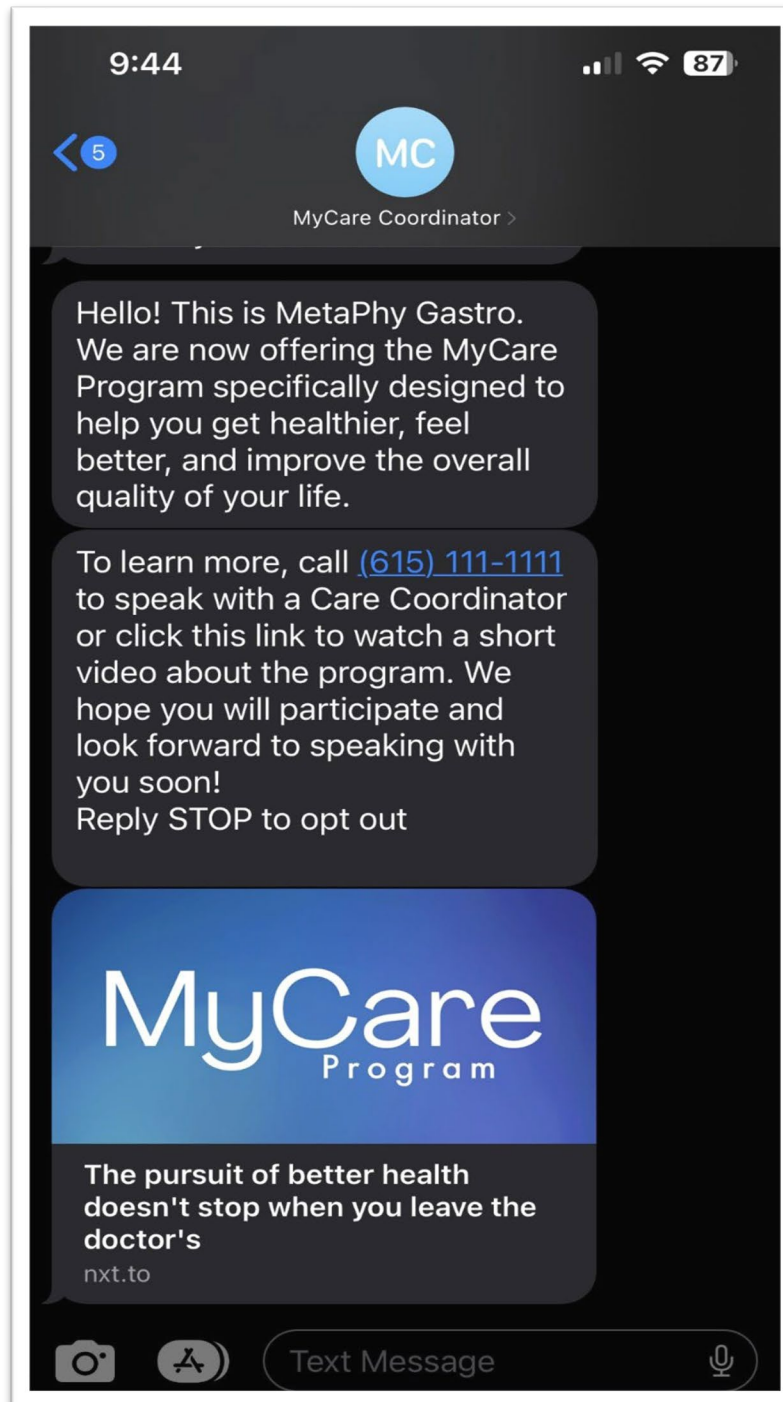 9:44
87
5
MC
MyCare Coordinator >
Hello! This is MetaPhy Gastro.
We are now offering the MyCare
Program specifically designed to
help you get healthier, feel
better, and improve the overall
quality of your life.
To learn more, call (615) 111-1111
to speak with a Care Coordinator
or click this link to watch a short
video about the program. We
hope you will participate and
look forward to speaking with
you soon!
Reply STOP to opt out
MyCare
Program
The pursuit of better health
doesn't stop when you leave the
doctor's
nxt.to
Text Message